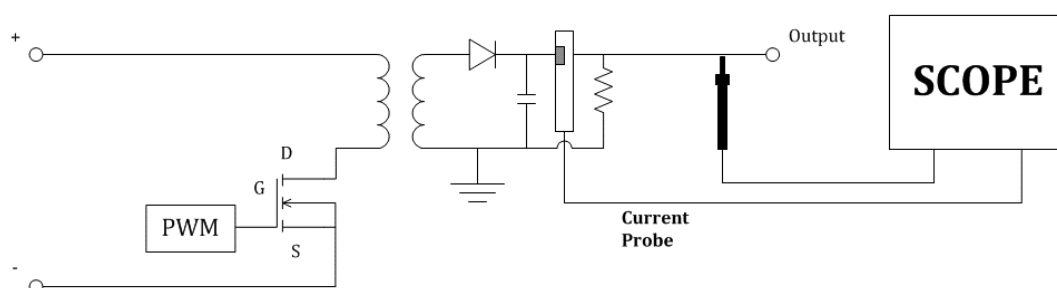 +
Output
SCOPE
D
G
PWM
S
Current
Probe
-